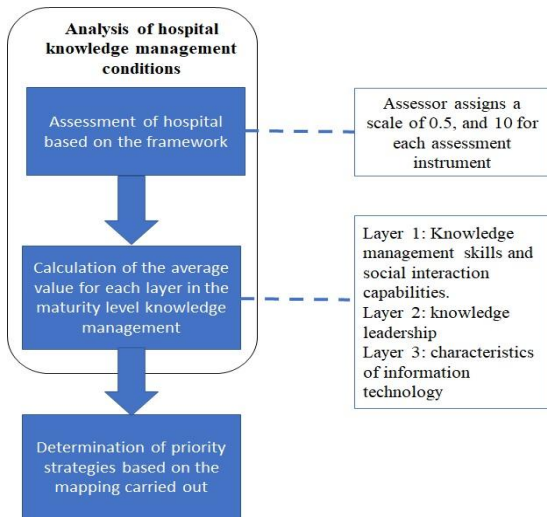 Analysis of hospital
knowledge management
conditions
Assessment of hospital
based on the framework
Assessor assigns a
scale of 0.5, and 10 for
each assessment
instrument
Calculation of the average
value for each layer in the
maturity level knowledge
management
Layer 1: Knowledge
management skills and
social interaction
capabilities.
Layer 2: knowledge
leadership
Layer 3: characteristics
of information
technology
Determination of priority
strategies based on the
mapping carried out